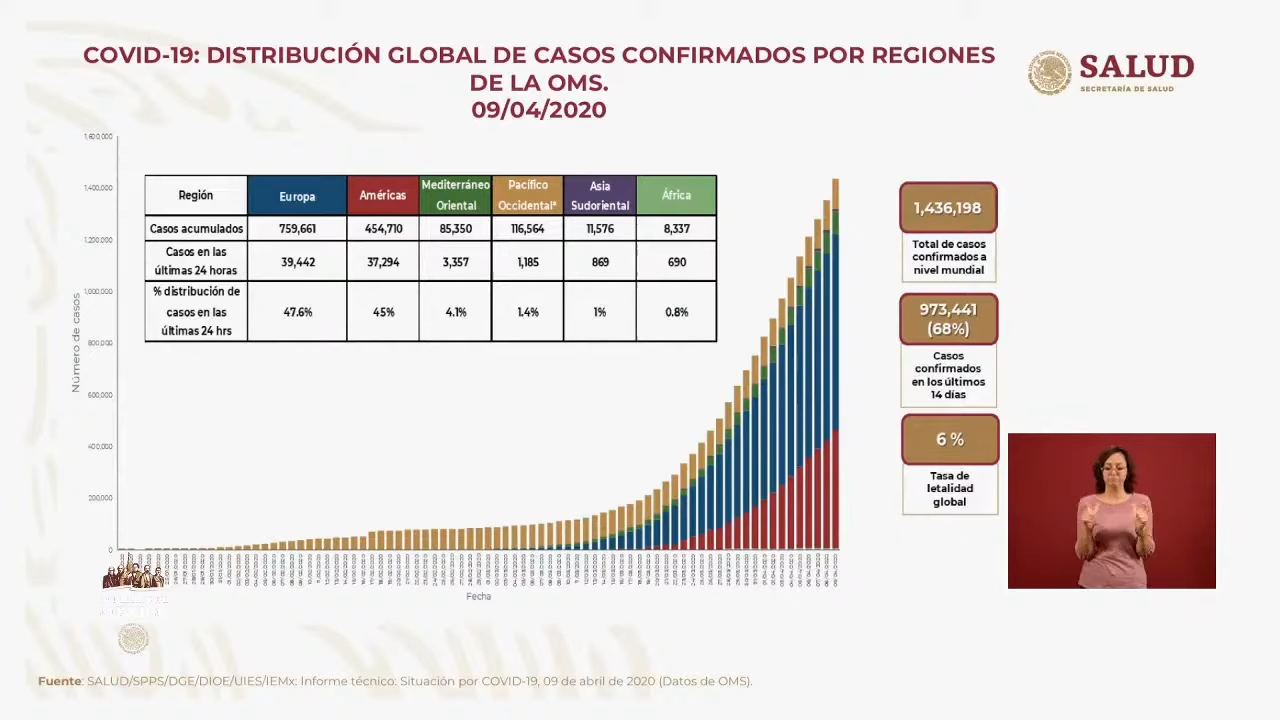 COVID-19: DISTRIBUCIÓN GLOBAL DE CASOS CONFIRMADOS POR REGIONES
DE LA OMS.
09/04/2020
SALUD
SECRETARÍA DE SALUD
1,600,000
1,400,000
1,200,000
1,000,000
800,000
600,000
400,000
200,000
0
Número de casos
Región Europa Américas Mediterráneo Oriental Pacífico Occidental* Asia Sudoriental África
Casos acumulados 759,661 454,710 85,350 116,564 11,576 8,337
Casos en las últimas 24 horas 39,442 37,294 3,357 1,185 869 690
% distribución de casos en las últimas 24 hrs 47.6% 45% 4.1% 1.4% 1% 0.8%
1,436,198
Total de casos
confirmados a
nivel mundial
973,441
(68%)
Casos
confirmados
en los últimos
14 días
6 %
Tasa de
letalidad
global
Fecha
Fuente: SALUD/SPPS/DGE/DIOE/UIES/IEMx: Informe técnico: Situación por COVID-19, 09 de abril de 2020 (Datos de OMS).